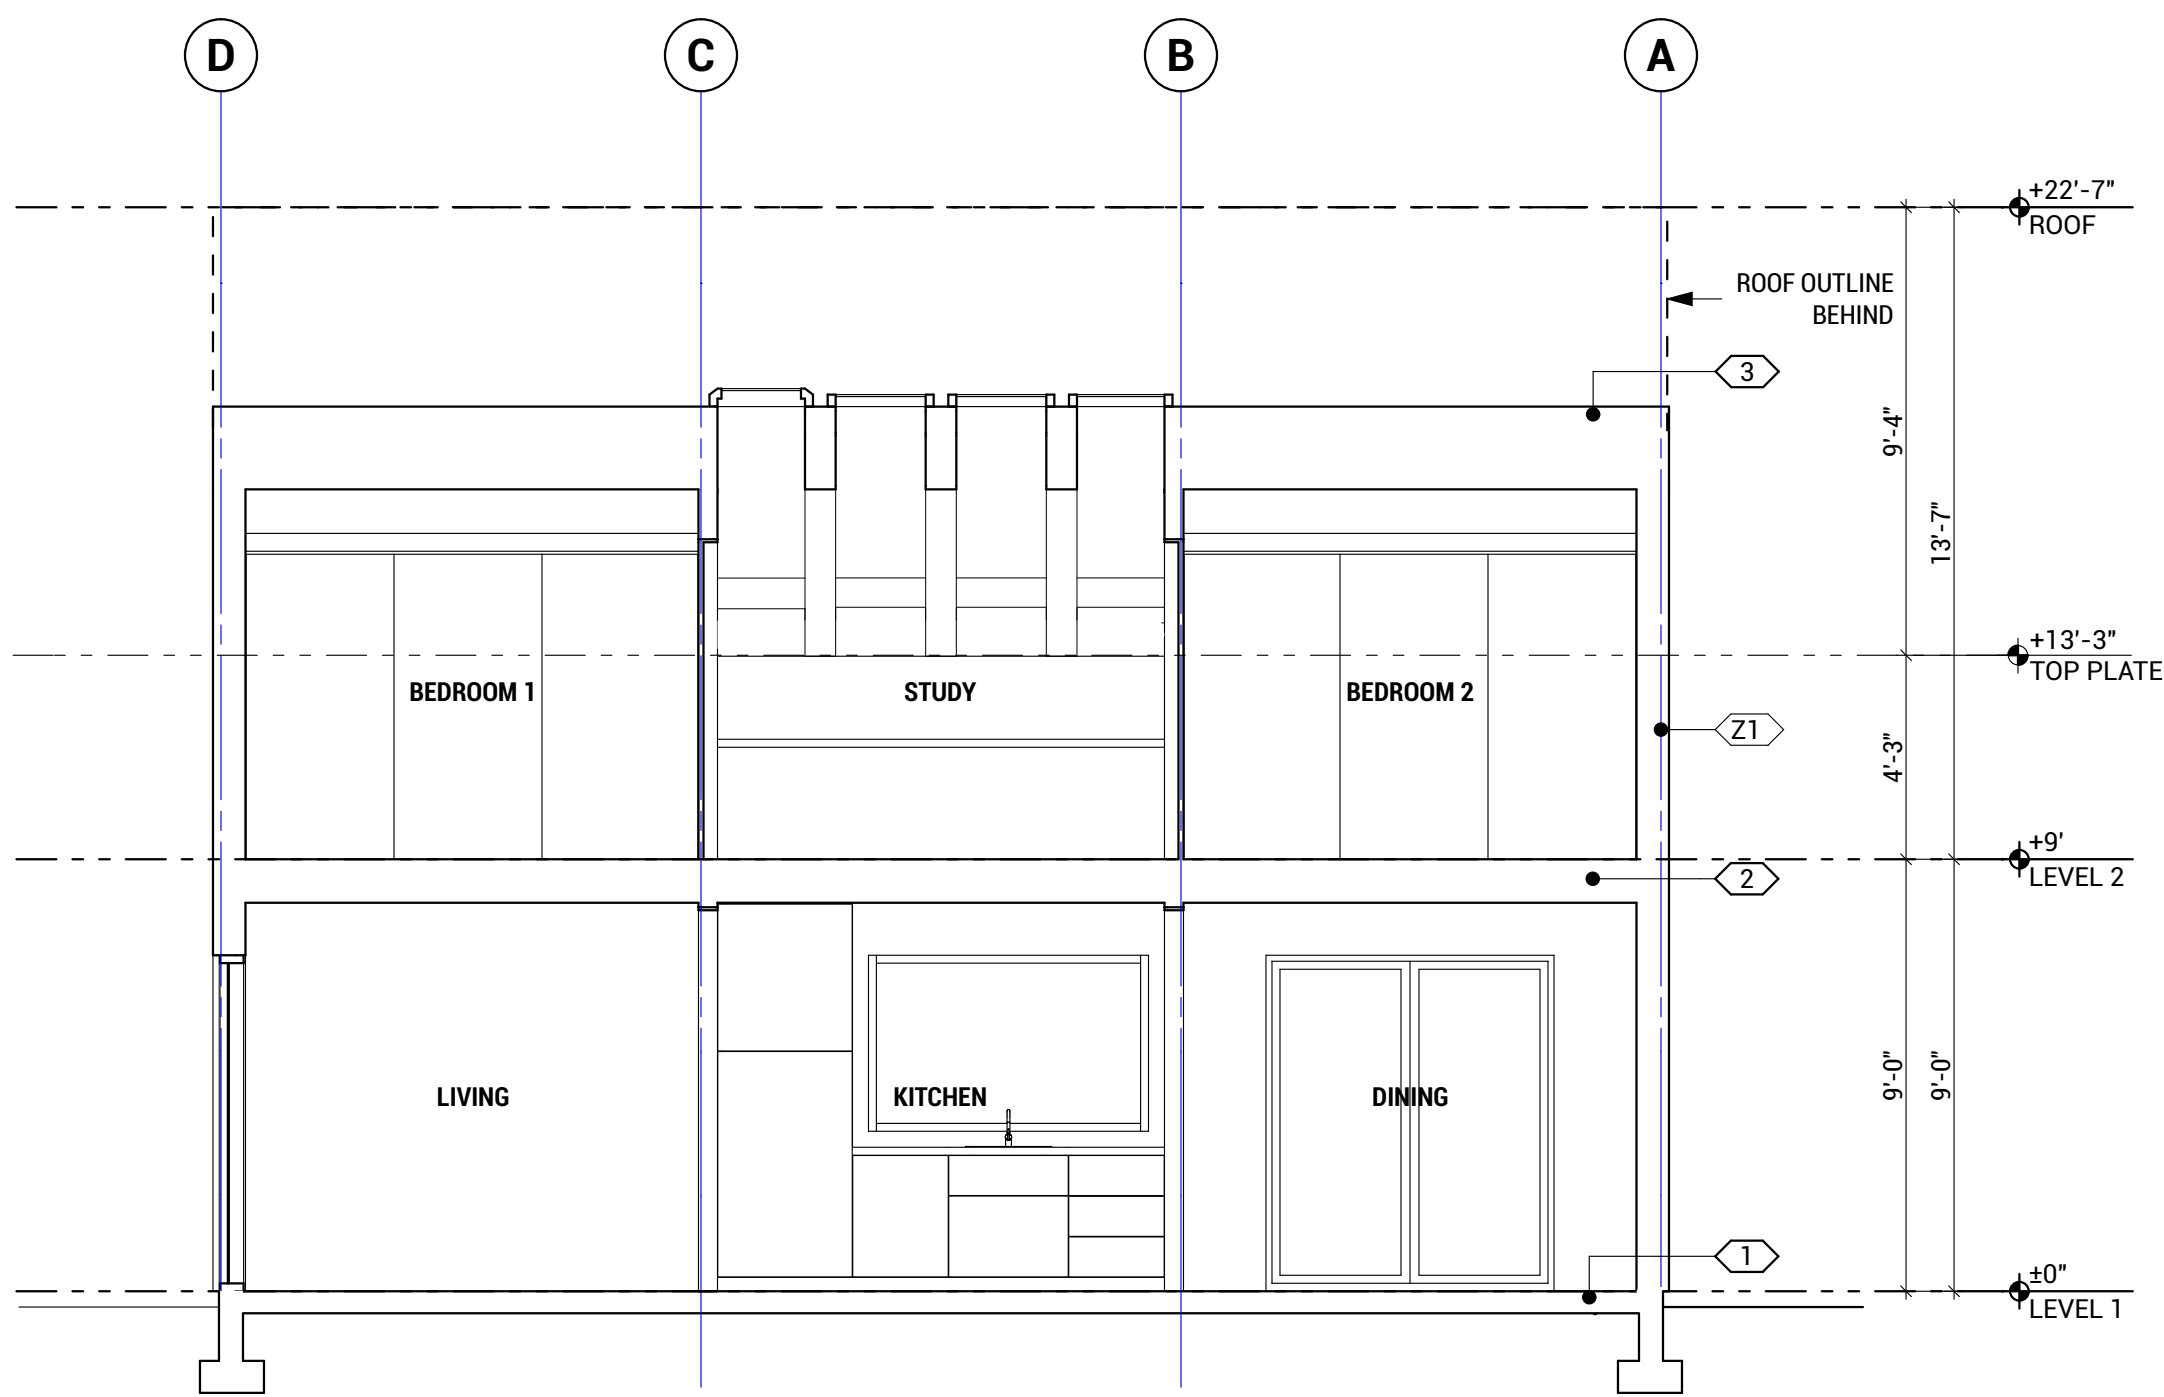 D
C
B
A
+22'-7"
ROOF
ROOF OUTLINE
BEHIND
3
9'-4"
13'-7"
+13'-3"
TOP PLATE
BEDROOM 1
STUDY
BEDROOM 2
Z1
4'-3"
+9'
LEVEL 2
2
LIVING
KITCHEN
DINING
9'-0"
9'-0"
1
±0"
LEVEL 1